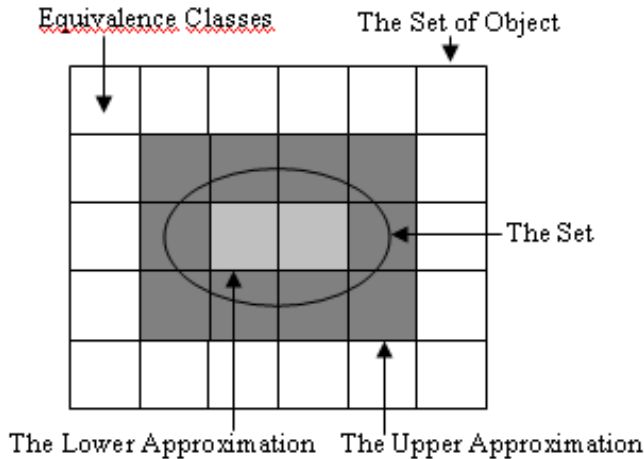 Equivalence Classes
The Set of Object
The Set
The Lower Approximation
The Upper Approximation